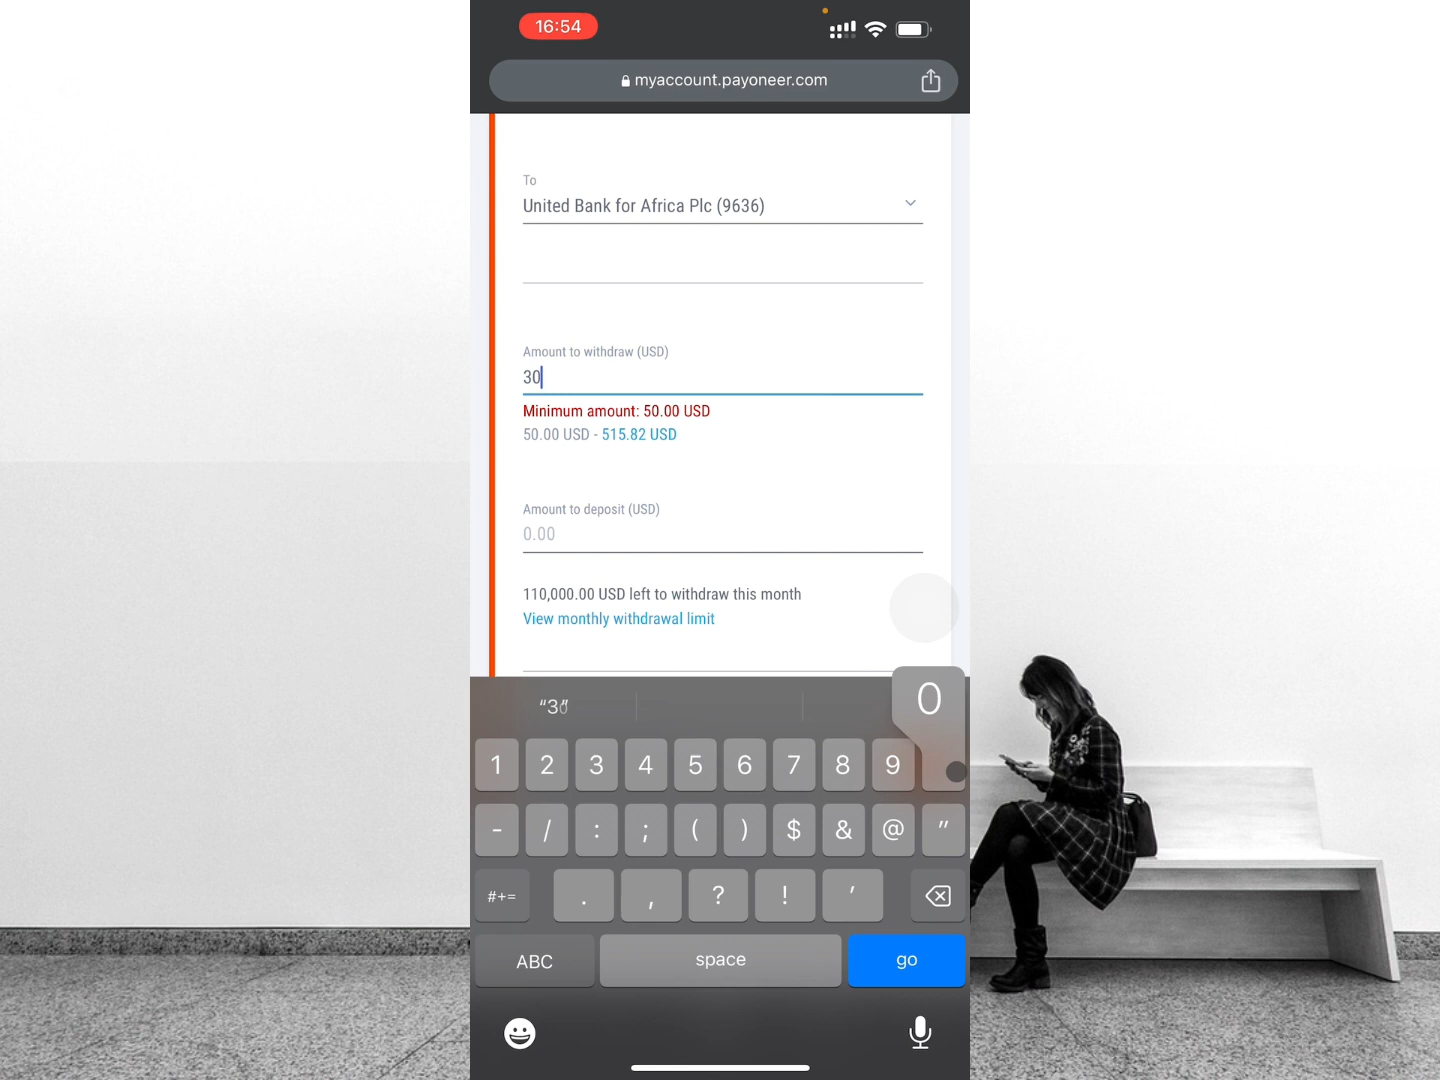 16:54
myaccount.payoneer.com
To
United Bank for Africa Plc (9636)
Amount to withdraw (USD)
30
Minimum amount: 50.00 USD
50.00 USD - 515.82 USD
Amount to deposit (USD)
0.00
110,000.00 USD left to withdraw this month
View monthly withdrawal limit
“30” 0
1 2 3 4 5 6 7 8 9
- / : ; ( ) $ & @ "
#+= . , ? ! '
ABC space go